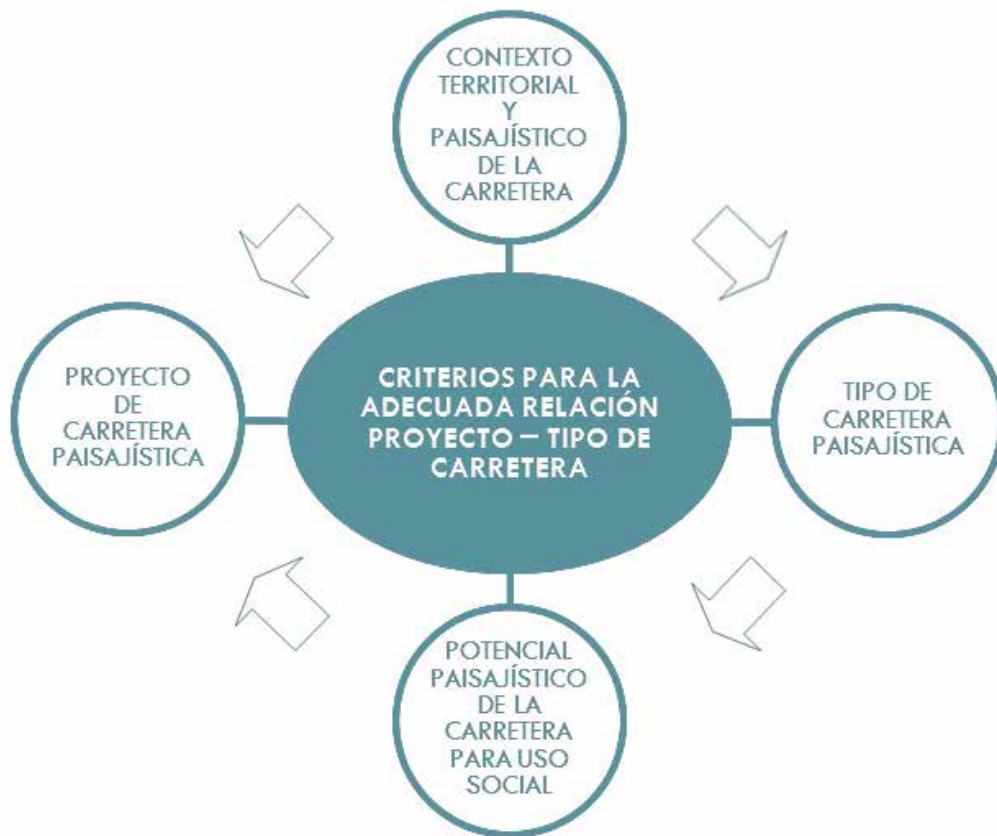 CONTEXTO
TERRITORIAL
Y
PAISAJÍSTICO
DE LA
CARRETERA
PROYECTO
DE
CARRETERA
PAISAJÍSTICA
CRITERIOS PARA LA
ADECUADA RELACIÓN
PROYECTO – TIPO DE
CARRETERA
TIPO DE
CARRETERA
PAISAJÍSTICA
POTENCIAL
PAISAJÍSTICO
DE LA
CARRETERA
PARA USO
SOCIAL